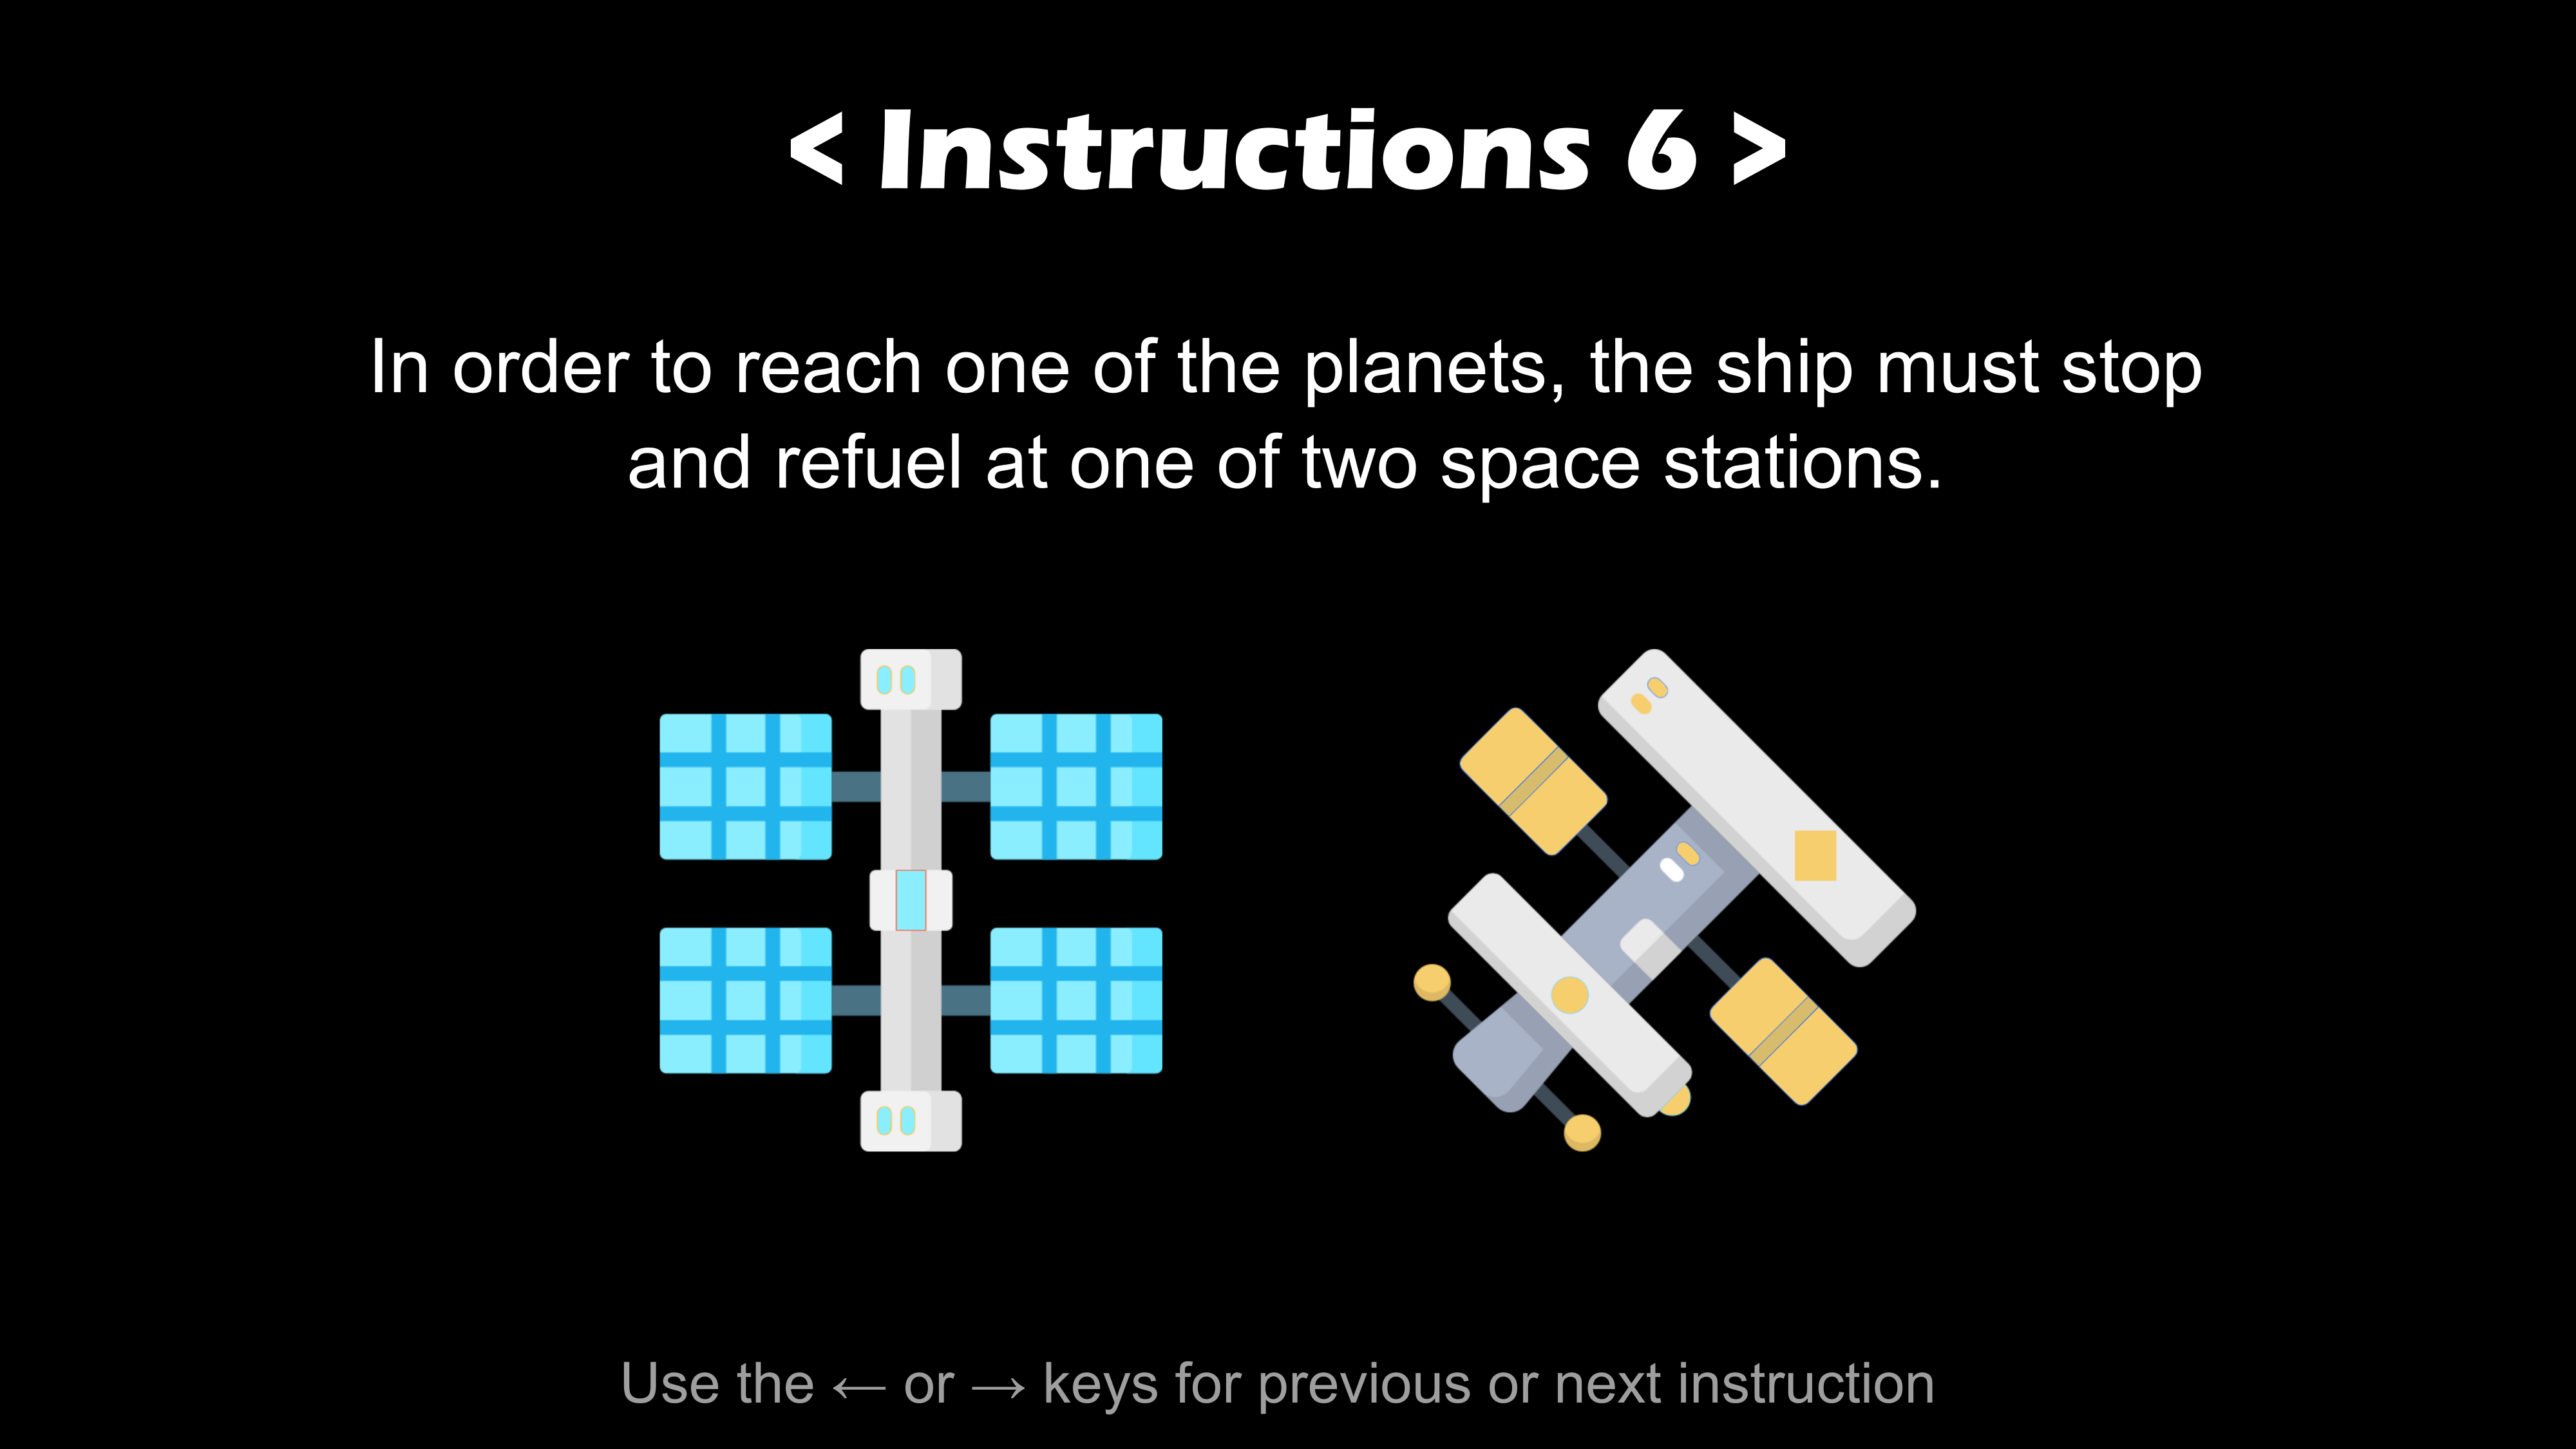 < Instructions 6 >
In order to reach one of the planets, the ship must stop
and refuel at one of two space stations.
Use the ← or → keys for previous or next instruction